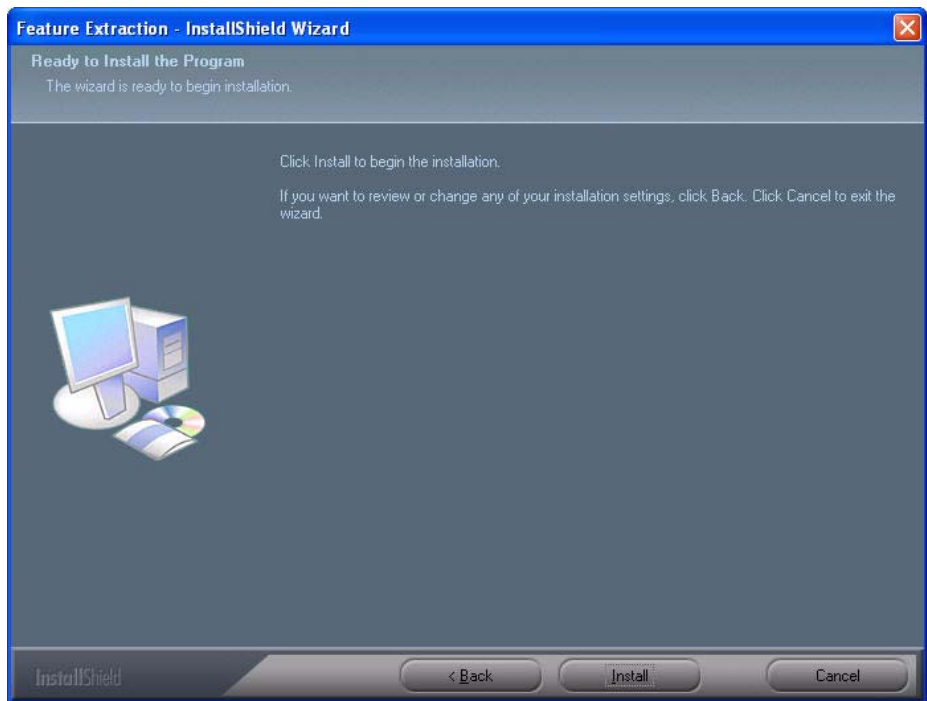 Feature Extraction - InstallShield Wizard
Ready to Install the Program
The wizard is ready to begin installation.
Click Install to begin the installation.
If you want to review or change any of your installation settings, click Back. Click Cancel to exit the
wizard.
InstallShield
< Back
Install
Cancel